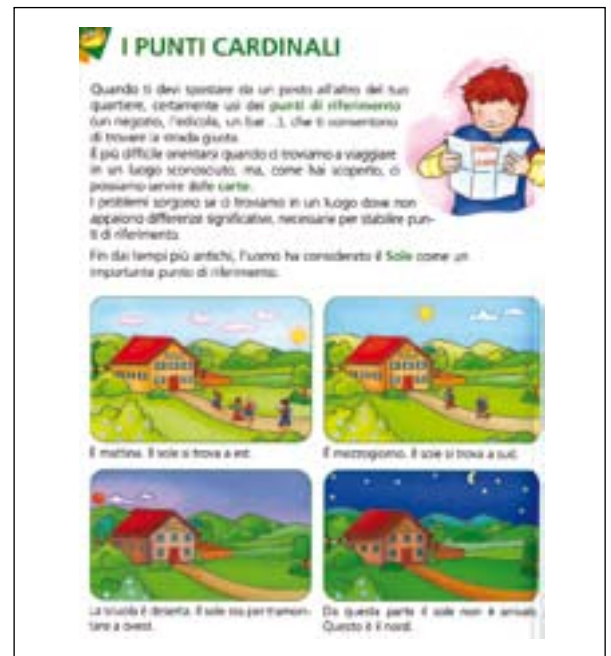 I PUNTI CARDINALI
Quando ti devi spostare da un posto all'altro del tuo
quartiere, certamente usi dei punti di riferimento
(un negozio, l'edicola, un bar ...), che ti consentono
di trovare la strada giusta.
È più difficile orientarsi quando ci troviamo a viaggiare
in un luogo sconosciuto, ma, come hai scoperto, ci
possiamo servire delle carte.
I problemi sorgono se ci troviamo in un luogo dove non
appaiono differenze significative, necessarie per stabilire pun-
ti di riferimento.
Fin dai tempi più antichi, l'uomo ha considerato il Sole come un
importante punto di riferimento.
È mattina. Il sole si trova a est.
È mezzogiorno. Il sole si trova a sud.
La scuola è deserta. Il sole sta per tramon-
tare a ovest.
Da questa parte il sole non è arrivato.
Questo è il nord.